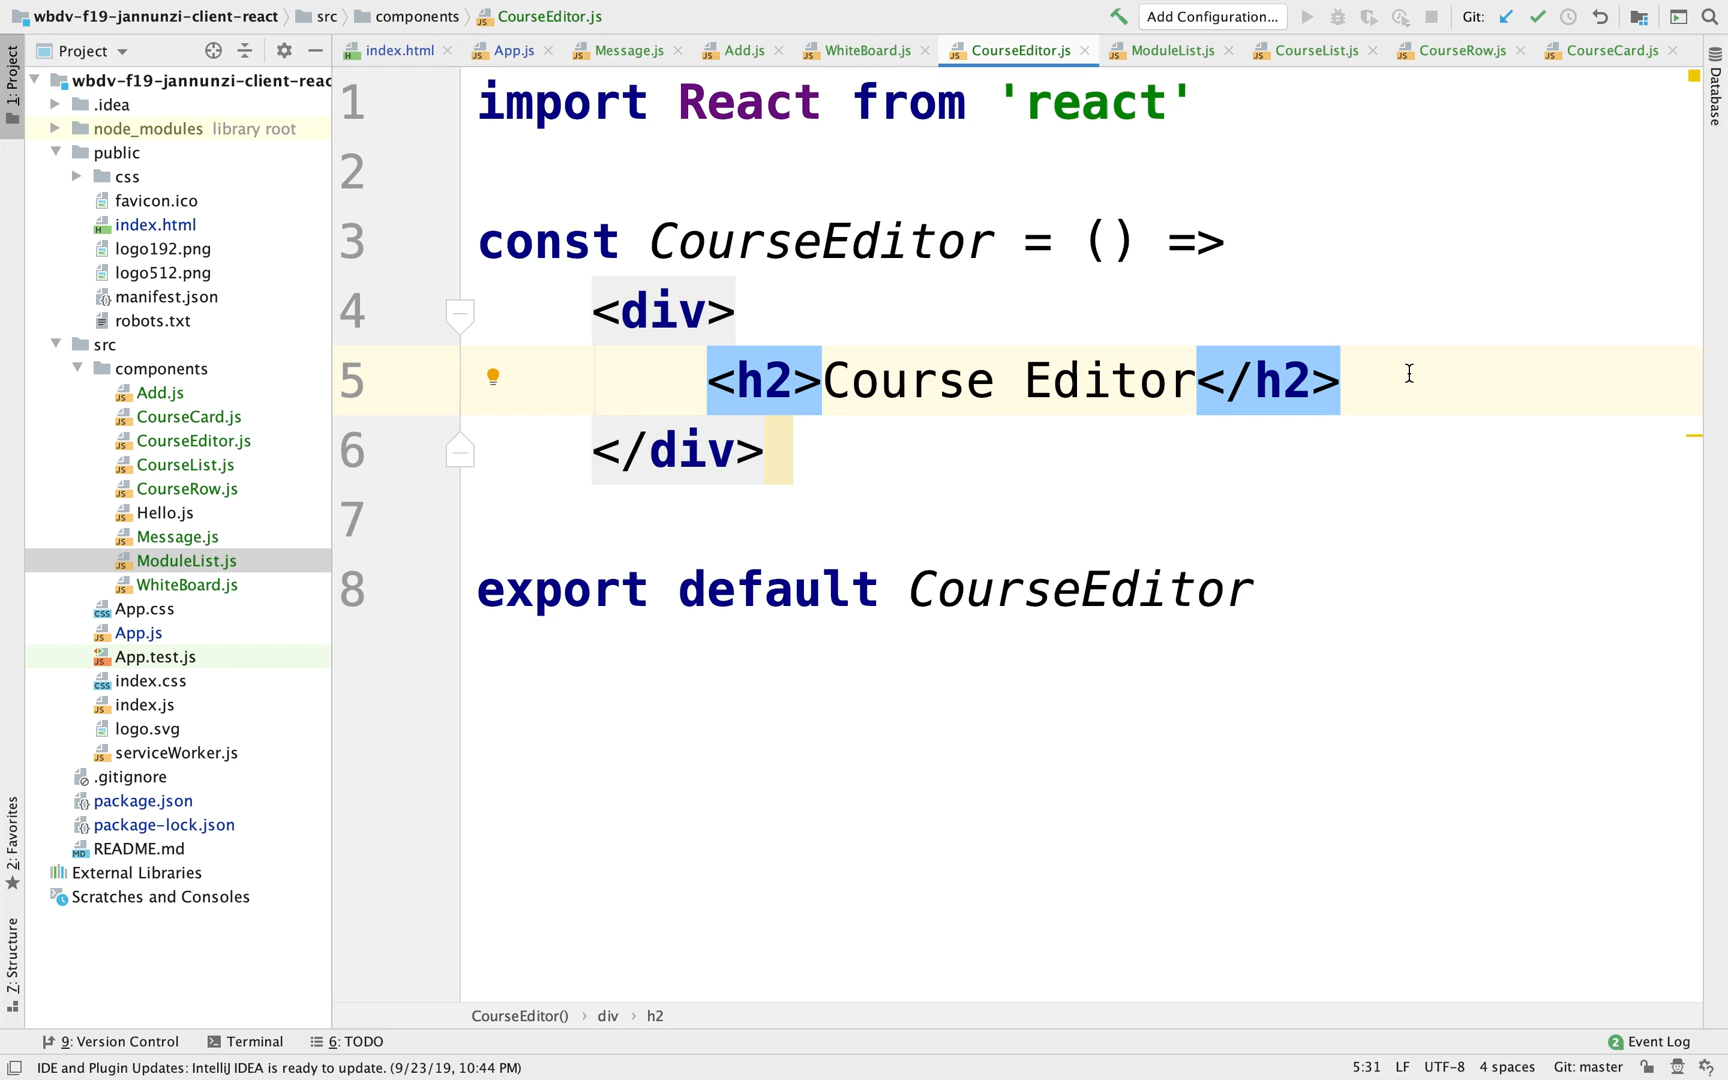 wbdv-f19-jannunzi-client-react src components CourseEditor.js Add Configuration... Git:
1: Project
Project
index.html App.js Message.js Add.js WhiteBoard.js CourseEditor.js ModuleList.js CourseList.js CourseRow.js CourseCard.js
Database
wbdv-f19-jannunzi-client-reac
.idea
node_modules library root
public
css
favicon.ico
index.html
logo192.png
logo512.png
manifest.json
robots.txt
src
components
Add.js
CourseCard.js
CourseEditor.js
CourseList.js
CourseRow.js
Hello.js
Message.js
ModuleList.js
WhiteBoard.js
App.css
App.js
App.test.js
index.css
index.js
logo.svg
serviceWorker.js
.gitignore
package.json
package-lock.json
README.md
External Libraries
Scratches and Consoles
1 import React from 'react'
2
3 const CourseEditor = () =>
4 <div>
5 <h2>Course Editor</h2>
6 </div>
7
8 export default CourseEditor
2: Favorites
Z: Structure
CourseEditor() div h2
9: Version Control Terminal 6: TODO 2 Event Log
IDE and Plugin Updates: IntelliJ IDEA is ready to update. (9/23/19, 10:44 PM) 5:31 LF UTF-8 4 spaces Git: master